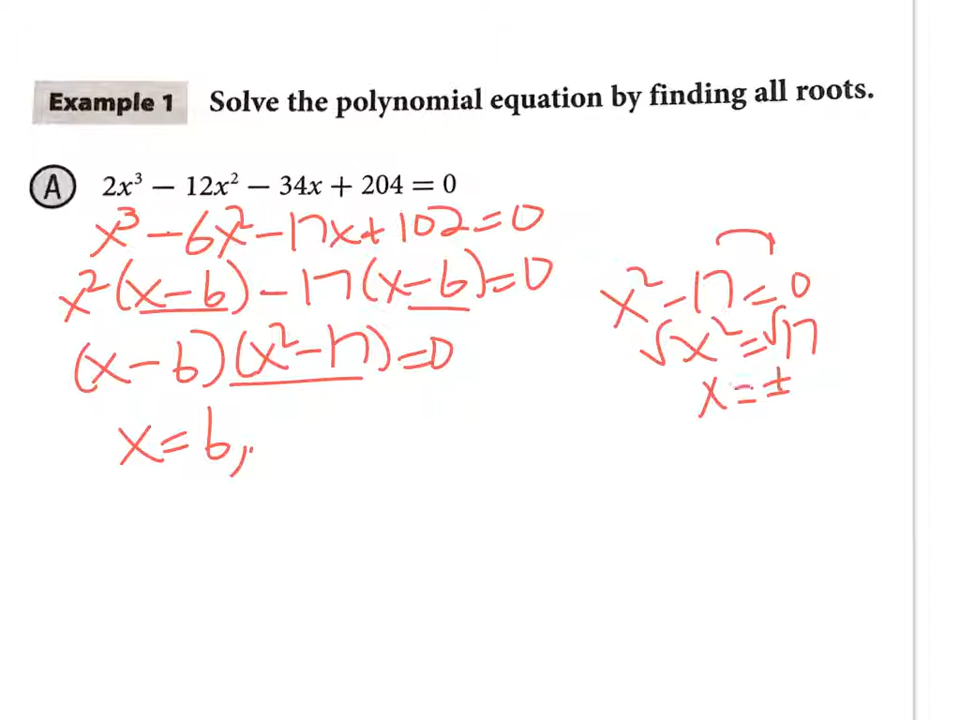 Example 1 Solve the polynomial equation by finding all roots.
A 2x³ − 12x² − 34x + 204 = 0
x³ − 6x² − 17x + 102 = 0
x²(x − 6) − 17(x − 6) = 0
(x − 6)(x² − 17) = 0
x = 6,
x² − 17 = 0
√x² = √17
x = ±